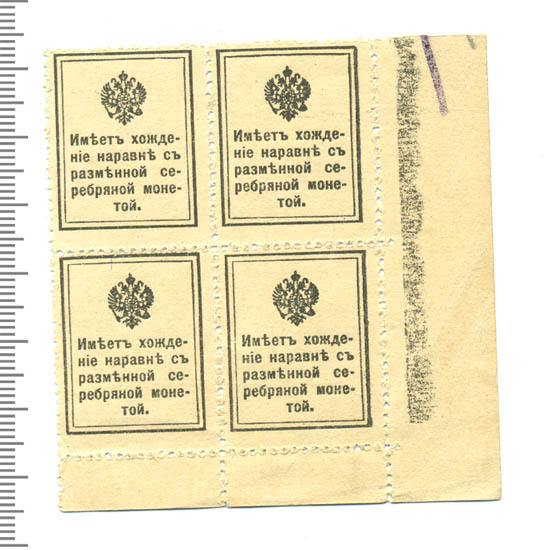 Имѣетъ хожде-
ніе наравнѣ съ
размѣнной се-
ребряной моне-
той.
Имѣетъ хожде-
ніе наравнѣ съ
размѣнной се-
ребряной моне-
той.
Имѣетъ хожде-
ніе наравнѣ съ
размѣнной се-
ребряной моне-
той.
Имѣетъ хожде-
ніе наравнѣ съ
размѣнной се-
ребряной моне-
той.